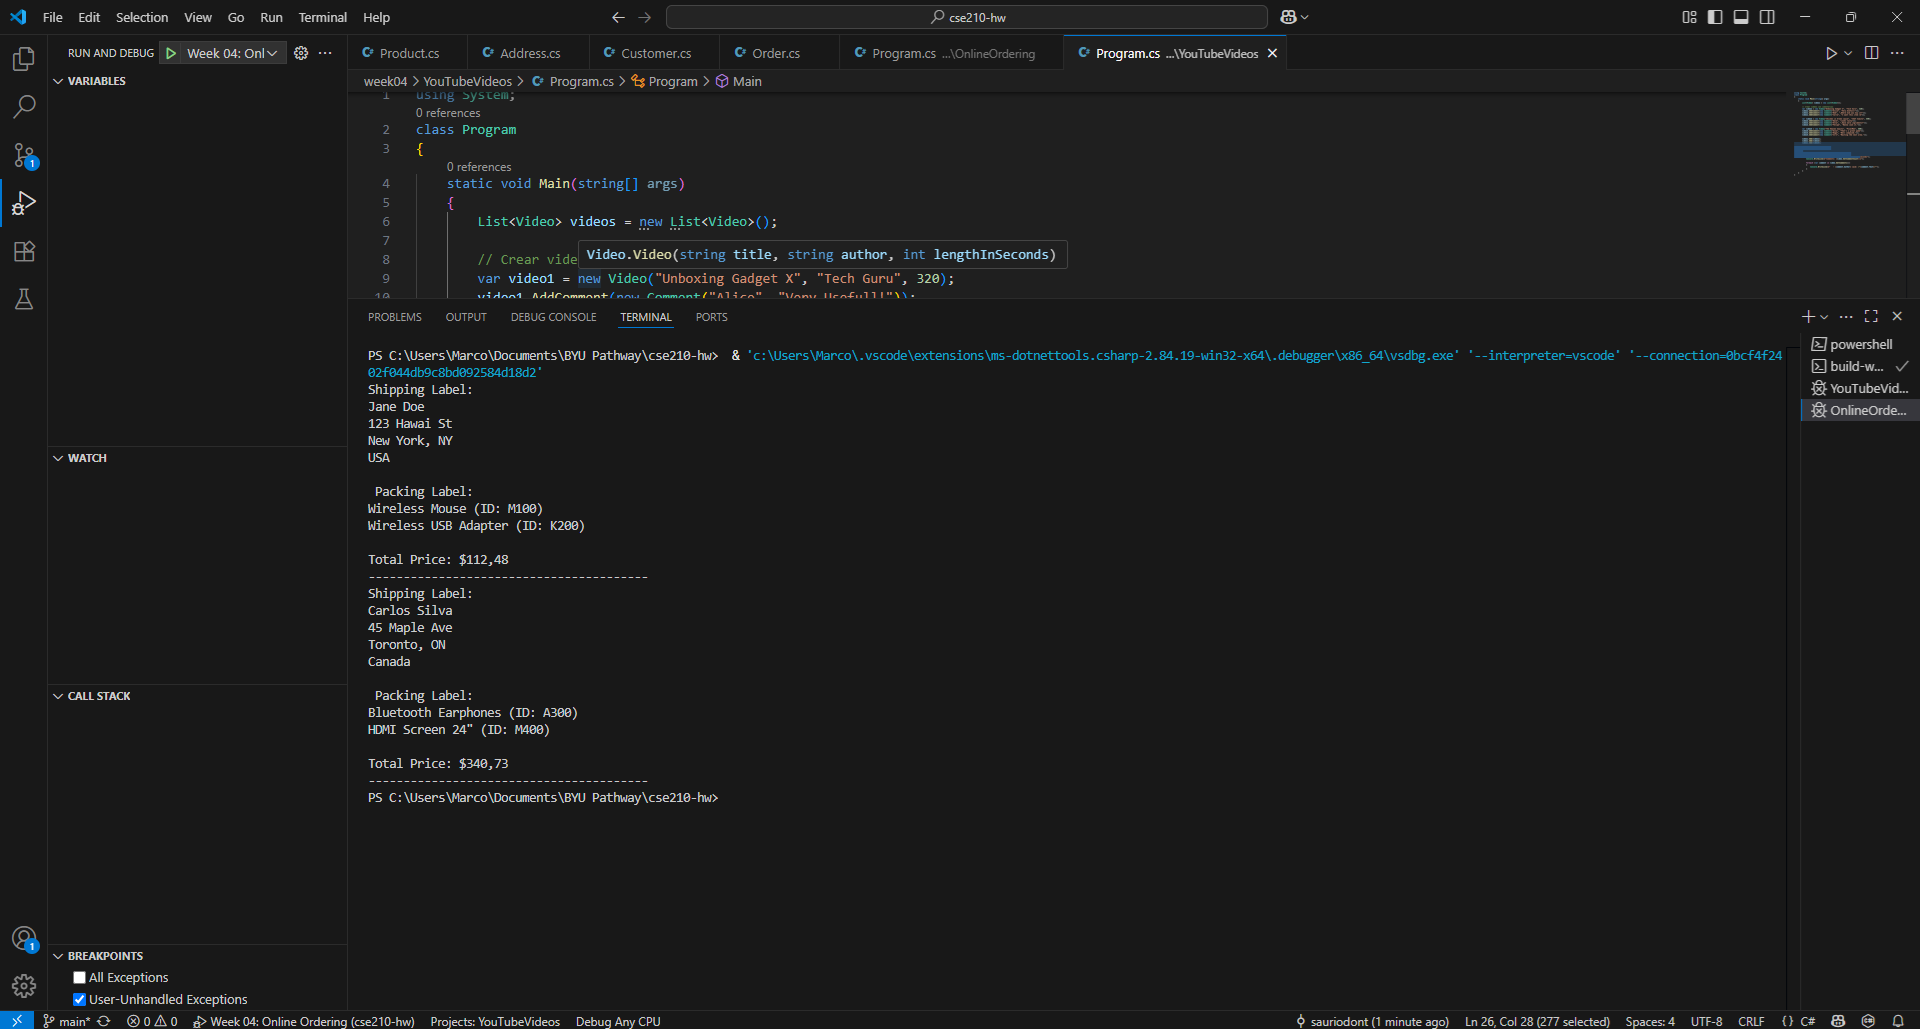 File Edit Selection View Go Run Terminal Help
cse210-hw
RUN AND DEBUG Week 04: Onl
Product.cs Address.cs Customer.cs Order.cs Program.cs ...\OnlineOrdering Program.cs ...\YouTubeVideos
VARIABLES
week04 > YouTubeVideos > Program.cs > Program > Main
1 using System;
0 references
2 class Program
3 {
0 references
4 static void Main(string[] args)
5 {
6 List<Video> videos = new List<Video>();
7
Video.Video(string title, string author, int lengthInSeconds)
8 // Crear vide
9 var video1 = new Video("Unboxing Gadget X", "Tech Guru", 320);
10 video1.AddComment(new Comment("Alice", "Very Usefull!"));
PROBLEMS OUTPUT DEBUG CONSOLE TERMINAL PORTS
PS C:\Users\Marco\Documents\BYU Pathway\cse210-hw> & 'c:\Users\Marco\.vscode\extensions\ms-dotnettools.csharp-2.84.19-win32-x64\.debugger\x86_64\vsdbg.exe' '--interpreter=vscode' '--connection=0bcf4f24
02f044db9c8bd092584d18d2'
Shipping Label:
Jane Doe
123 Hawai St
New York, NY
USA
Packing Label:
Wireless Mouse (ID: M100)
Wireless USB Adapter (ID: K200)
Total Price: $112,48
----------------------------------------
Shipping Label:
Carlos Silva
45 Maple Ave
Toronto, ON
Canada
Packing Label:
Bluetooth Earphones (ID: A300)
HDMI Screen 24" (ID: M400)
Total Price: $340,73
----------------------------------------
PS C:\Users\Marco\Documents\BYU Pathway\cse210-hw>
powershell
build-w...
YouTubeVid...
OnlineOrde...
WATCH
CALL STACK
BREAKPOINTS
All Exceptions
User-Unhandled Exceptions
1
1
main* 0 0 Week 04: Online Ordering (cse210-hw) Projects: YouTubeVideos Debug Any CPU
sauriodont (1 minute ago) Ln 26, Col 28 (277 selected) Spaces: 4 UTF-8 CRLF {} C#